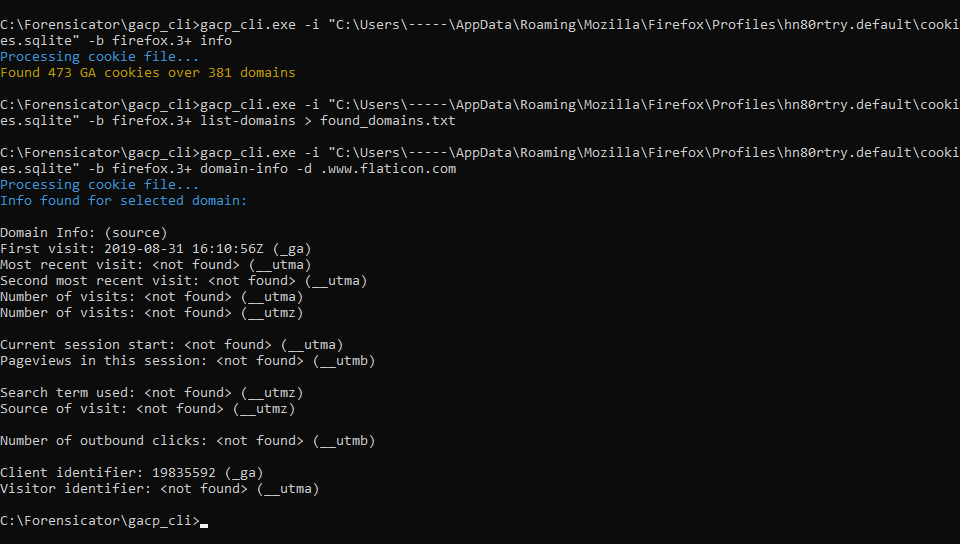 C:\Forensicator\gacp_cli>gacp_cli.exe -i "C:\Users\-----\AppData\Roaming\Mozilla\Firefox\Profiles\hn80rtry.default\cooki
es.sqlite" -b firefox.3+ info
Processing cookie file...
Found 473 GA cookies over 381 domains
C:\Forensicator\gacp_cli>gacp_cli.exe -i "C:\Users\-----\AppData\Roaming\Mozilla\Firefox\Profiles\hn80rtry.default\cooki
es.sqlite" -b firefox.3+ list-domains > found_domains.txt
C:\Forensicator\gacp_cli>gacp_cli.exe -i "C:\Users\-----\AppData\Roaming\Mozilla\Firefox\Profiles\hn80rtry.default\cooki
es.sqlite" -b firefox.3+ domain-info -d .www.flaticon.com
Processing cookie file...
Info found for selected domain:
Domain Info: (source)
First visit: 2019-08-31 16:10:56Z (_ga)
Most recent visit: <not found> (__utma)
Second most recent visit: <not found> (__utma)
Number of visits: <not found> (__utma)
Number of visits: <not found> (__utmz)
Current session start: <not found> (__utma)
Pageviews in this session: <not found> (__utmb)
Search term used: <not found> (__utmz)
Source of visit: <not found> (__utmz)
Number of outbound clicks: <not found> (__utmb)
Client identifier: 19835592 (_ga)
Visitor identifier: <not found> (__utma)
C:\Forensicator\gacp_cli>